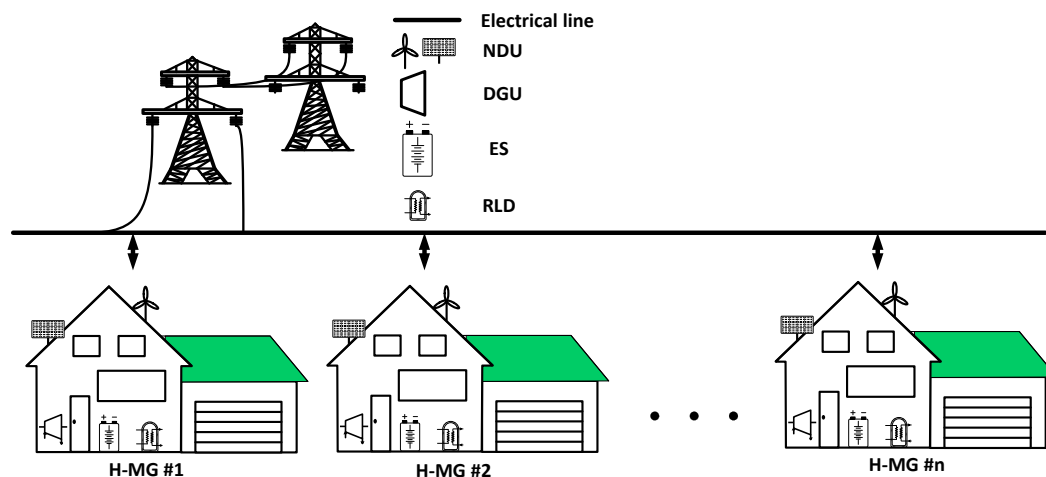 Electrical line
NDU
DGU
ES
RLD
H-MG #1
H-MG #2
H-MG #n